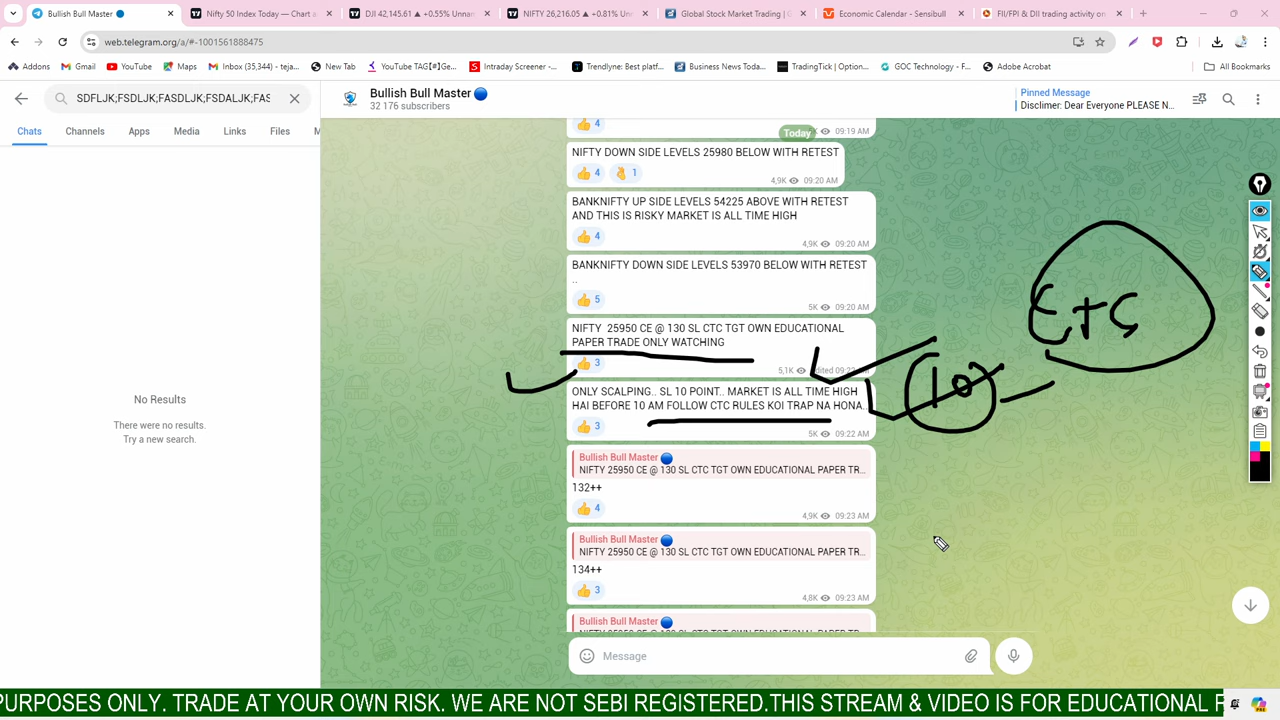 Bullish Bull Master
Nifty 50 Index Today — Chart a
DJI 42,145.61 ▲ +0.63% Unnam
NIFTY 26,216.05 ▲ +0.81% Un
Global Stock Market Trading |
Economic Calendar - Sensibull
FII/FPI & DII trading activity on
web.telegram.org/a/#-1001561888475
Addons
Gmail
YouTube
Maps
Inbox (35,344) - teja...
New Tab
YouTube TAG【#】Ge...
Intraday Screener -...
Trendlyne: Best platf...
Business News Today...
TradingTick | Option...
GOC Technology - F...
Adobe Acrobat
All Bookmarks
SDFLJK;FSDLJK;FASDLJK;FSDALJK;FAS
Bullish Bull Master
32 176 subscribers
Pinned Message
Disclimer: Dear Everyone PLEASE N...
Chats
Channels
Apps
Media
Links
Files
No Results
There were no results.
Try a new search.
4
09:19 AM
Today
NIFTY DOWN SIDE LEVELS 25980 BELOW WITH RETEST
4
1
4,9K
09:20 AM
BANKNIFTY UP SIDE LEVELS 54225 ABOVE WITH RETEST
AND THIS IS RISKY MARKET IS ALL TIME HIGH
4
4,9K
09:20 AM
BANKNIFTY DOWN SIDE LEVELS 53970 BELOW WITH RETEST
..
5
5K
09:20 AM
NIFTY 25950 CE @ 130 SL CTC TGT OWN EDUCATIONAL
PAPER TRADE ONLY WATCHING
3
5,1K
ONLY SCALPING.. SL 10 POINT.. MARKET IS ALL TIME HIGH
HAI BEFORE 10 AM FOLLOW CTC RULES KOI TRAP NA HONA..
3
5K
09:22 AM
10
Bullish Bull Master
NIFTY 25950 CE @ 130 SL CTC TGT OWN EDUCATIONAL PAPER TR...
132++
4
4,9K
09:23 AM
Bullish Bull Master
NIFTY 25950 CE @ 130 SL CTC TGT OWN EDUCATIONAL PAPER TR...
134++
3
4,8K
09:23 AM
Bullish Bull Master
Message
PURPOSES ONLY. TRADE AT YOUR OWN RISK. WE ARE NOT SEBI REGISTERED.THIS STREAM & VIDEO IS FOR EDUCATIONAL